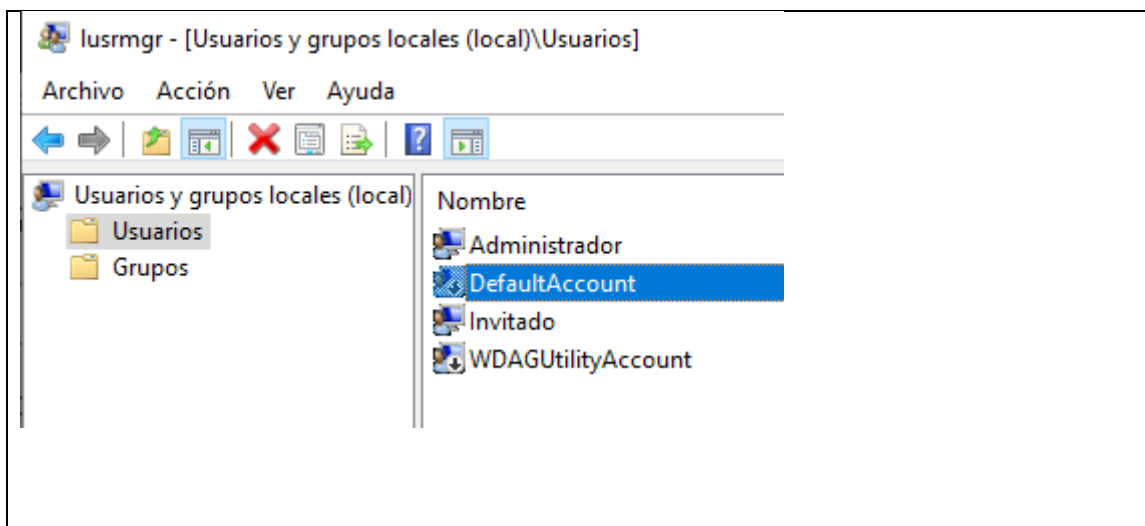 lusrmgr - [Usuarios y grupos locales (local)\Usuarios]
Archivo Acción Ver Ayuda
Usuarios y grupos locales (local)
Usuarios
Grupos
Nombre
Administrador
DefaultAccount
Invitado
WDAGUtilityAccount